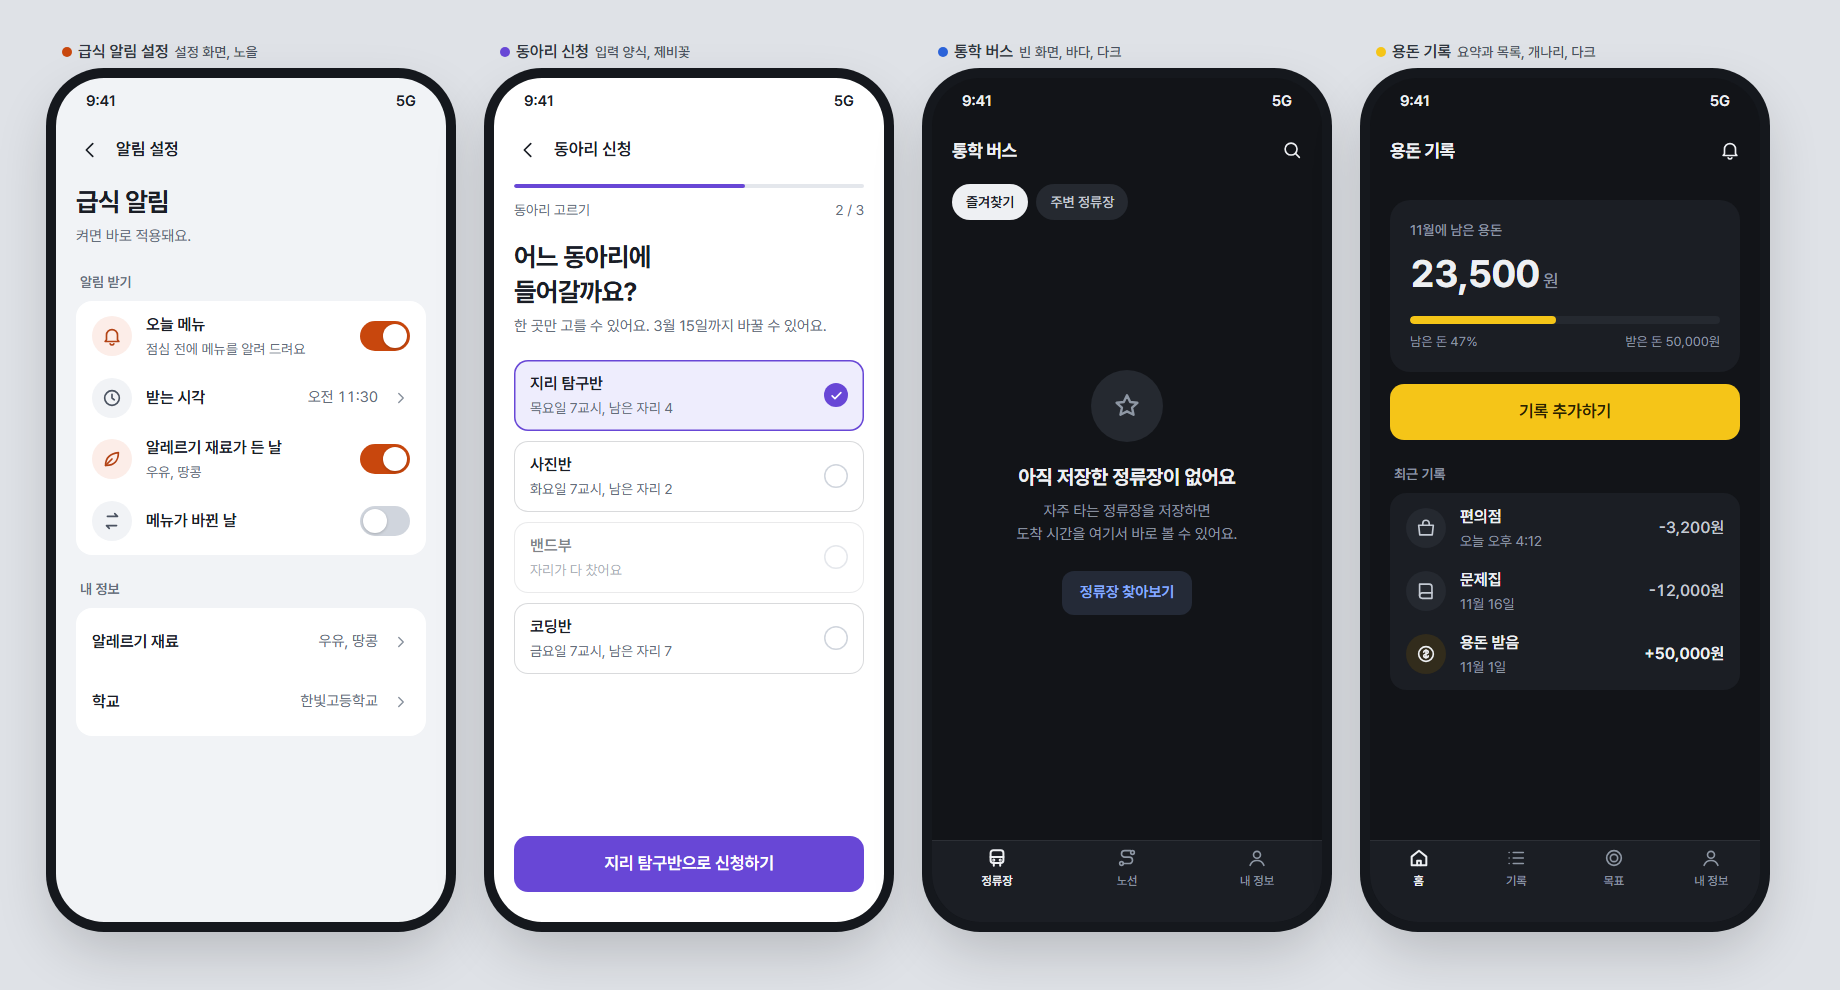 급식 알림 설정 설정 화면, 노을
9:41 5G
알림 설정
급식 알림
켜면 바로 적용돼요.
알림 받기
오늘 메뉴
점심 전에 메뉴를 알려 드려요
받는 시각 오전 11:30
알레르기 재료가 든 날
우유, 땅콩
메뉴가 바뀐 날
내 정보
알레르기 재료 우유, 땅콩
학교 한빛고등학교
동아리 신청 입력 양식, 제비꽃
9:41 5G
동아리 신청
동아리 고르기 2 / 3
어느 동아리에
들어갈까요?
한 곳만 고를 수 있어요. 3월 15일까지 바꿀 수 있어요.
지리 탐구반
목요일 7교시, 남은 자리 4
사진반
화요일 7교시, 남은 자리 2
밴드부
자리가 다 찼어요
코딩반
금요일 7교시, 남은 자리 7
지리 탐구반으로 신청하기
통학 버스 빈 화면, 바다, 다크
9:41 5G
통학 버스
즐겨찾기 주변 정류장
아직 저장한 정류장이 없어요
자주 타는 정류장을 저장하면
도착 시간을 여기서 바로 볼 수 있어요.
정류장 찾아보기
정류장 노선 내 정보
용돈 기록 요약과 목록, 개나리, 다크
9:41 5G
용돈 기록
11월에 남은 용돈
23,500원
남은 돈 47% 받은 돈 50,000원
기록 추가하기
최근 기록
편의점
오늘 오후 4:12
-3,200원
문제집
11월 16일
-12,000원
용돈 받음
11월 1일
+50,000원
홈 기록 목표 내 정보